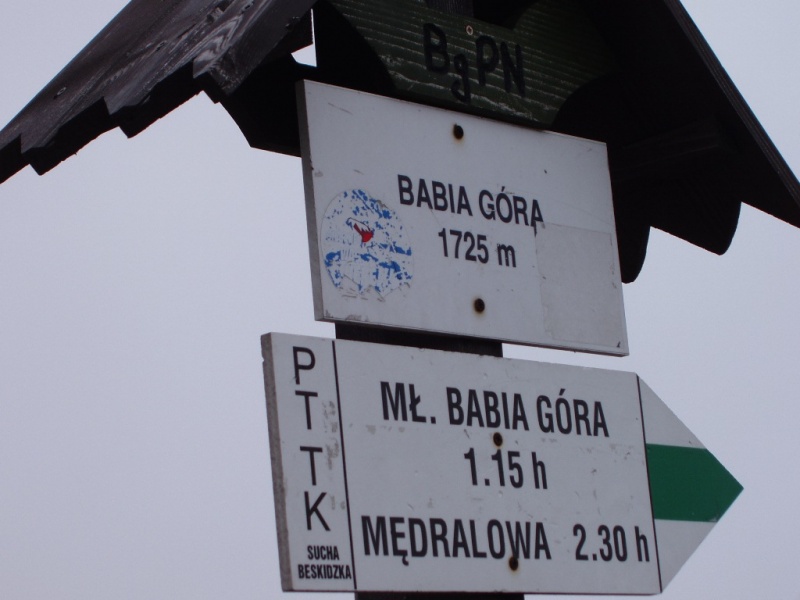 BgPN
BABIA GÓRA
1725 m
PTTK
SUCHA
BESKIDZKA
MŁ. BABIA GÓRA
1.15 h
MĘDRALOWA 2.30 h